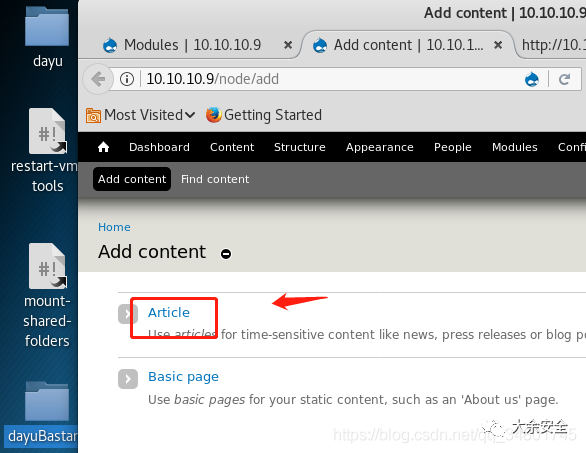 dayu
restart-vm
tools
mount-
shared-
folders
dayuBastar
Add content | 10.10.10.9
Modules | 10.10.10.9
Add content | 10.10.1...
http://10.
10.10.10.9/node/add
Most Visited
Getting Started
Dashboard Content Structure Appearance People Modules Confi
Add content Find content
Home
Add content
Article
Use articles for time-sensitive content like news, press releases or blog po
Basic page
Use basic pages for your static content, such as an 'About us' page.
大余安全
https://blog.csdn.net/qq_34801745